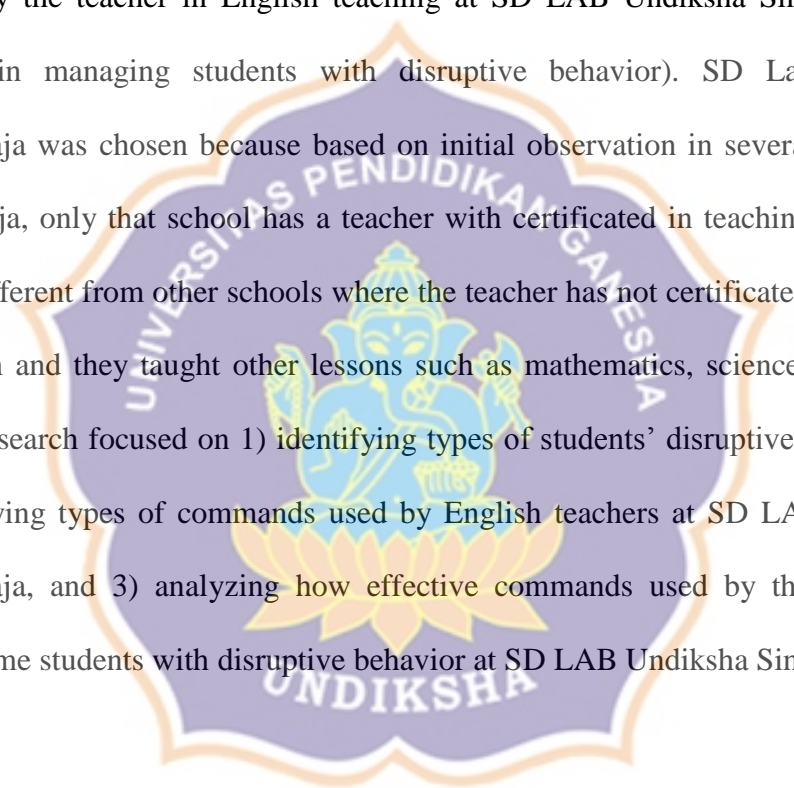 y the teacher in English teaching at SD LAB Undiksha Sin
in managing students with disruptive behavior). SD La
ja was chosen because based on initial observation in severa
ja, only that school has a teacher with certificated in teachin
fferent from other schools where the teacher has not certificate
n and they taught other lessons such as mathematics, science
search focused on 1) identifying types of students’ disruptive
ying types of commands used by English teachers at SD LA
ja, and 3) analyzing how effective commands used by th
me students with disruptive behavior at SD LAB Undiksha Sin
UNIVERSITAS PENDIDIKAN GANESHA
UNDIKSHA